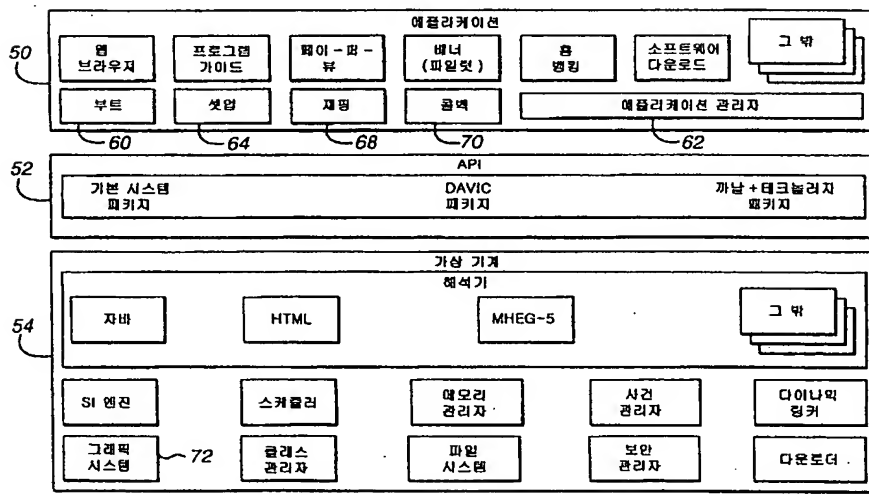 애플리케이션
50
웹
브라우저
프로그램
가이드
페이-퍼-
뷰
배너
(파일럿)
홈
뱅킹
소프트웨어
다운로드
그 밖
부트
셋업
재핑
콜백
애플리케이션 관리자
60
64
68
70
62
52
API
기본 시스템
패키지
DAVIC
패키지
까날+테크놀러지
패키지
가상 기계
해석기
54
자바
HTML
MHEG-5
그 밖
SI 엔진
스케쥴러
메모리
관리자
사건
관리자
다이나믹
링커
그래픽
시스템
72
클래스
관리자
파일
시스템
보안
관리자
다운로더